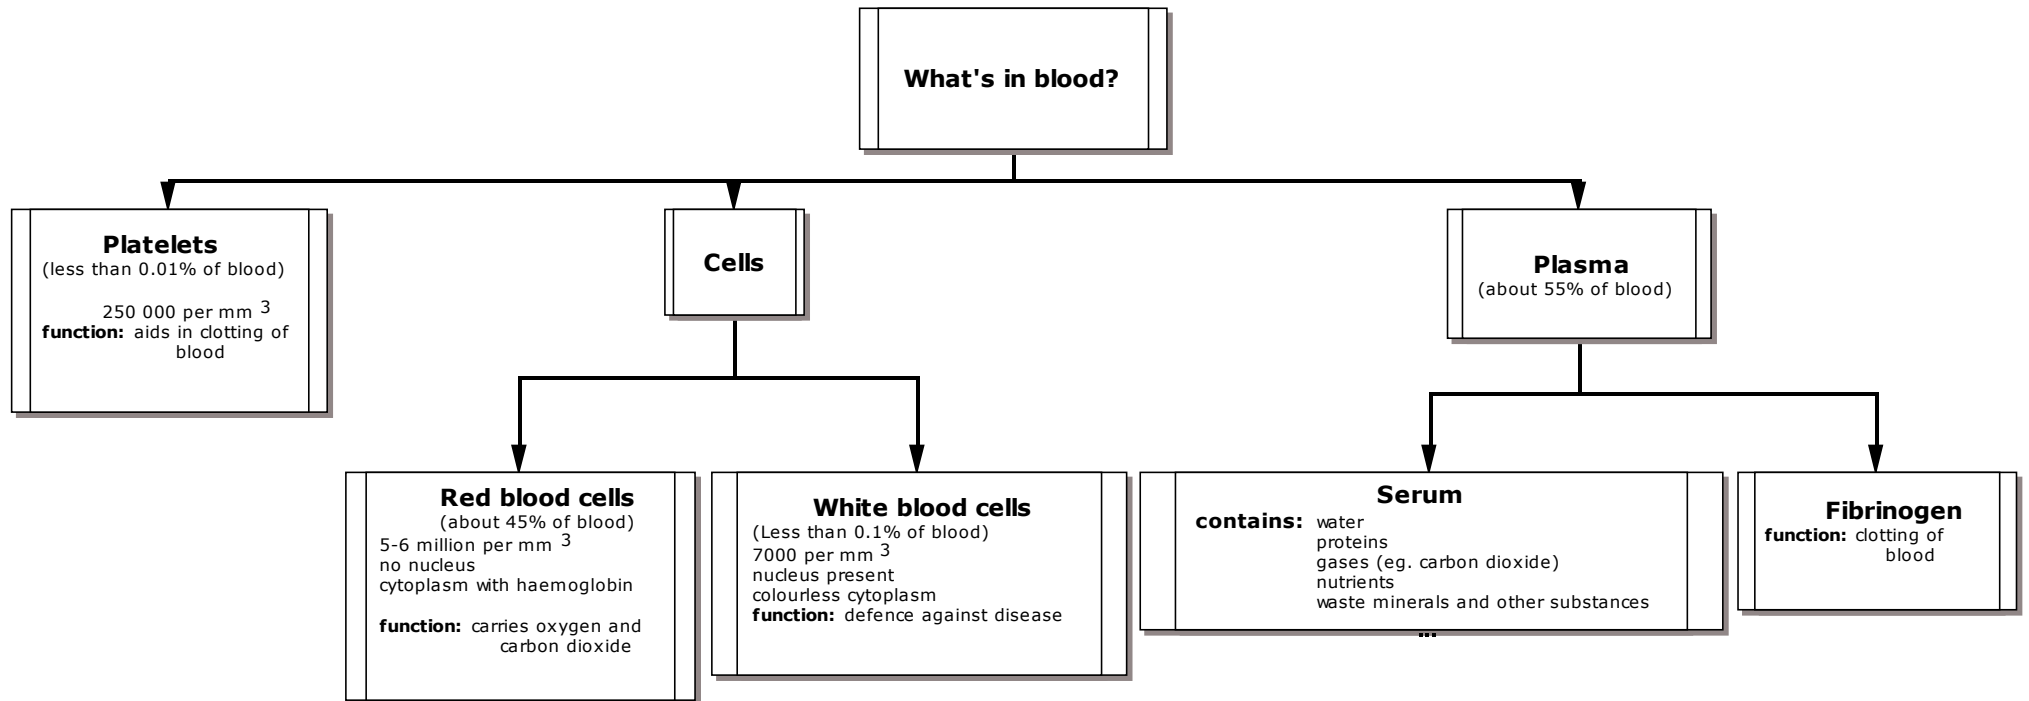 What's in blood?
Platelets
(less than 0.01% of blood)
250 000 per mm 3
function: aids in clotting of
blood
Cells
Plasma
(about 55% of blood)
Red blood cells
(about 45% of blood)
5-6 million per mm 3
no nucleus
cytoplasm with haemoglobin
function: carries oxygen and
carbon dioxide
White blood cells
(Less than 0.1% of blood)
7000 per mm 3
nucleus present
colourless cytoplasm
function: defence against disease
Serum
contains: water
proteins
gases (eg. carbon dioxide)
nutrients
waste minerals and other substances
...
Fibrinogen
function: clotting of
blood